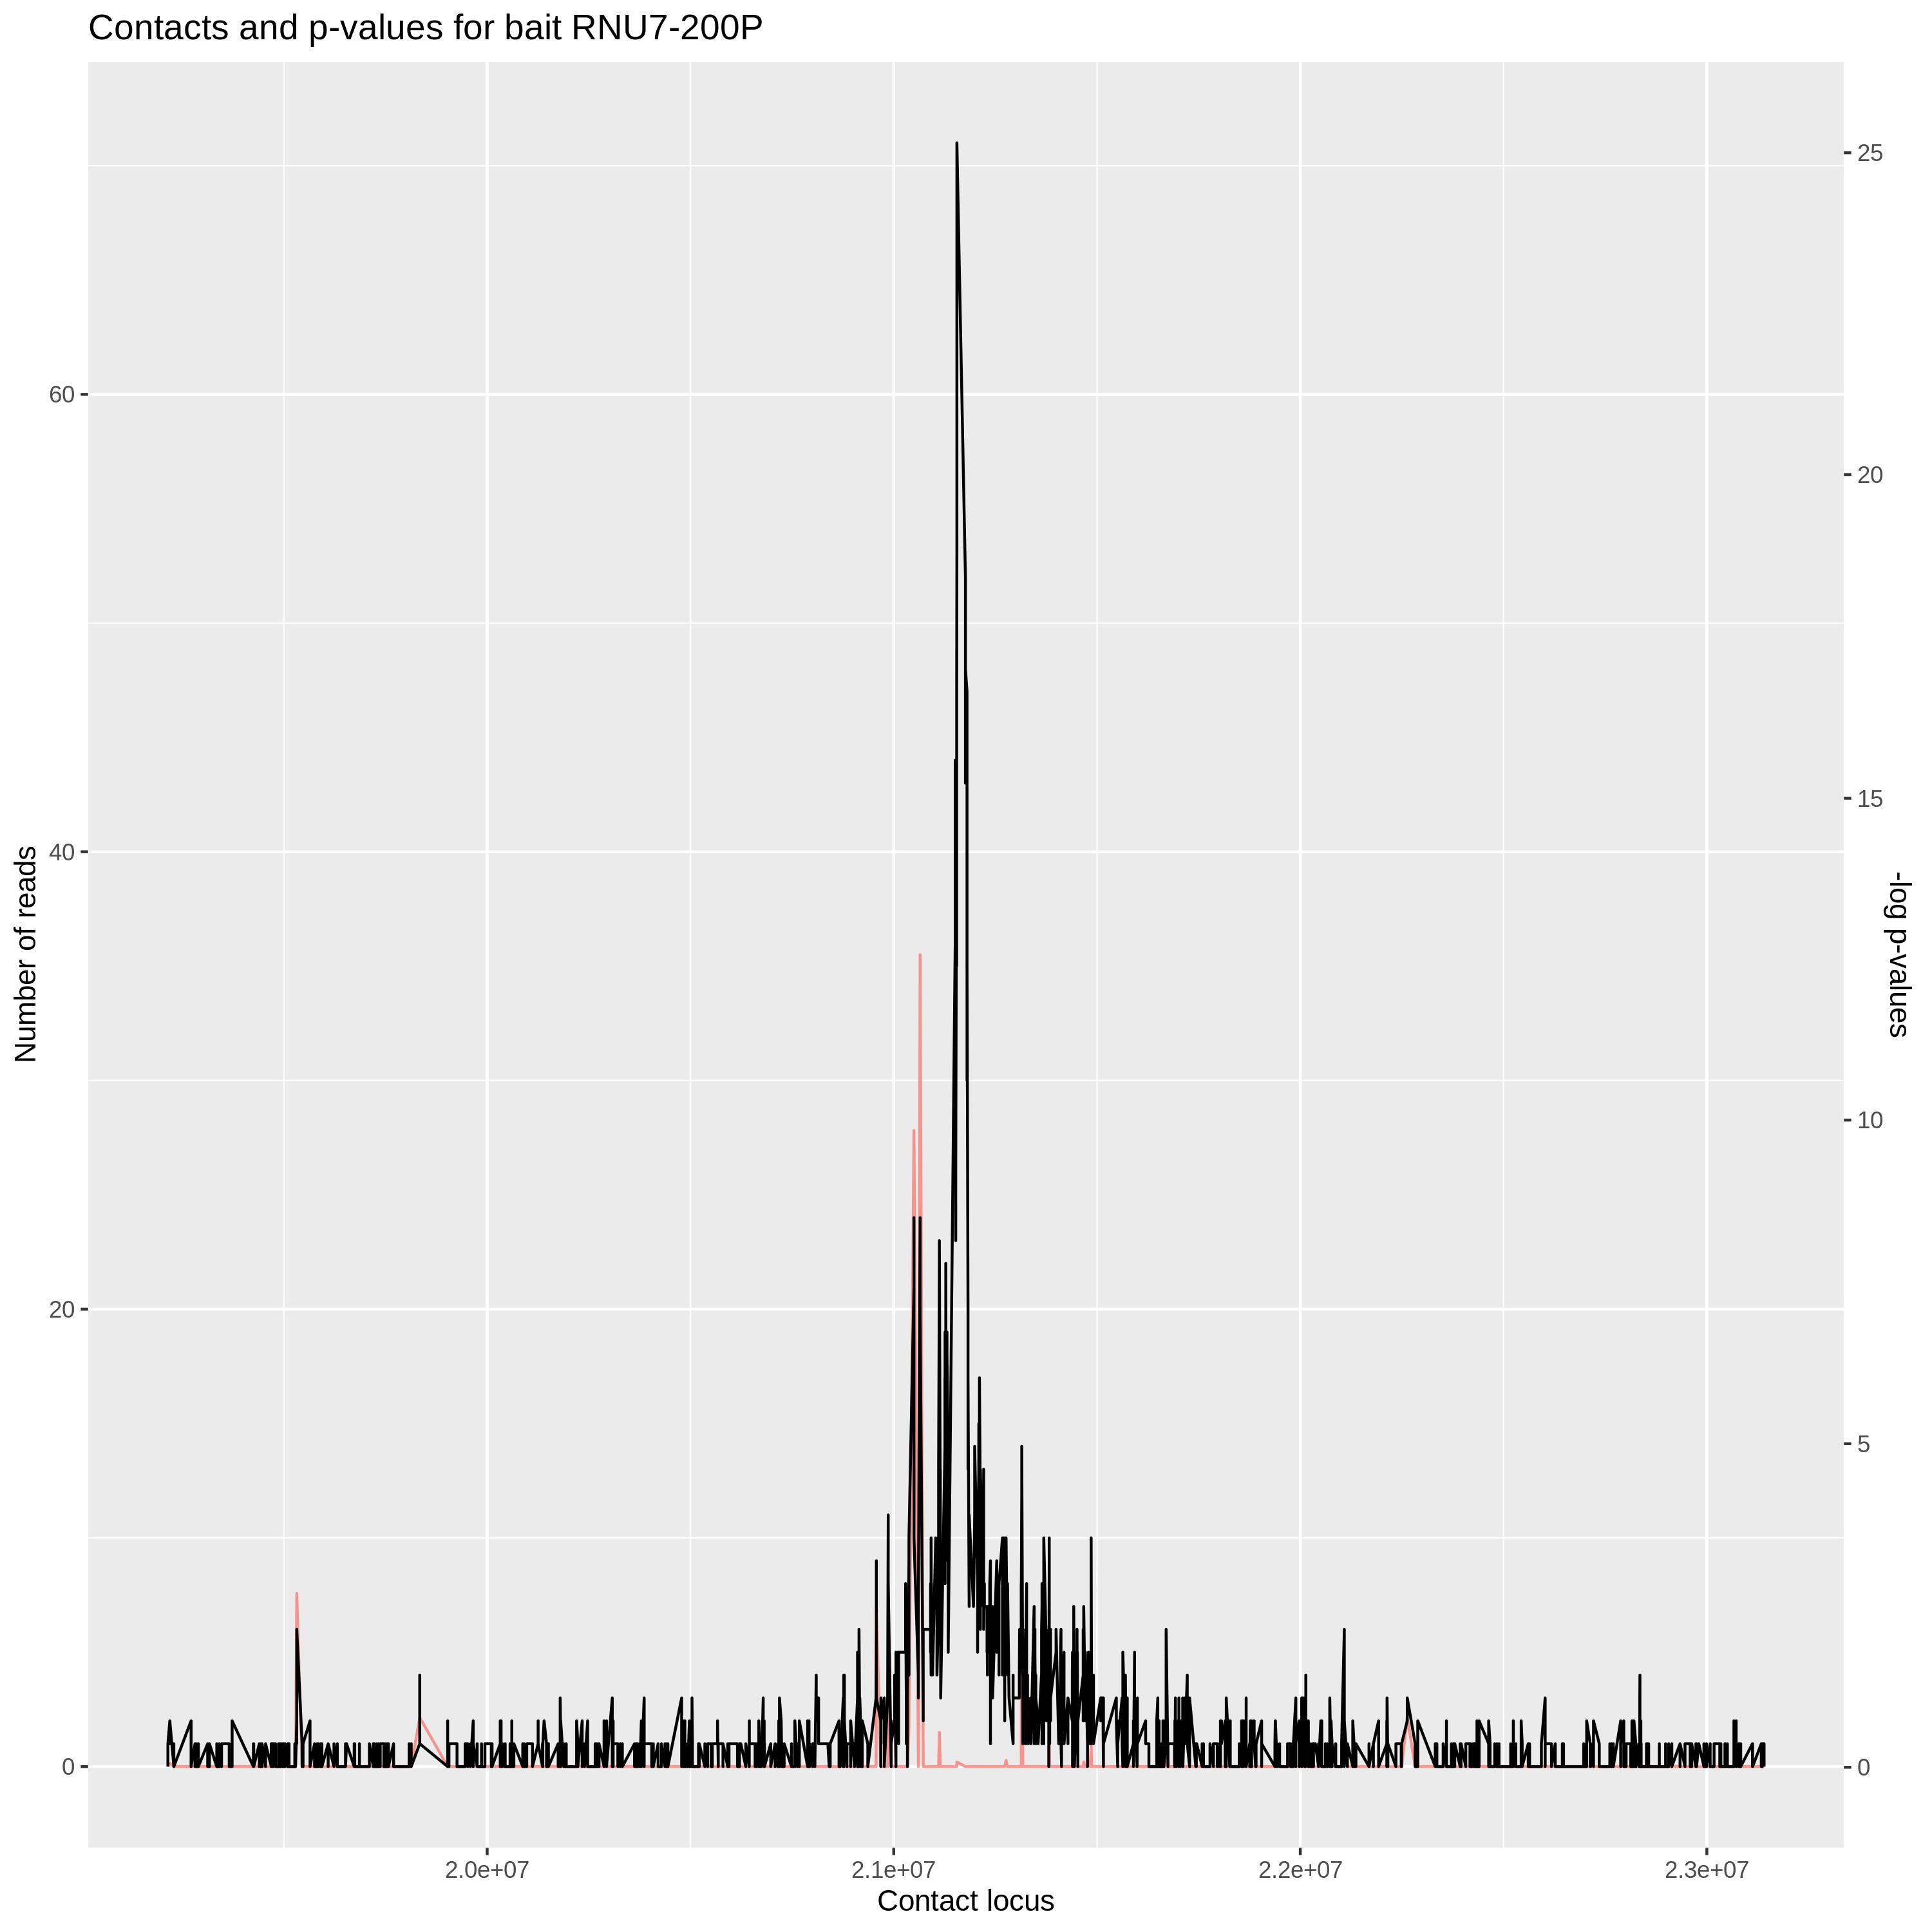 Contacts and p-values for bait RNU7-200P
60
40
20
0
Number of reads
25
20
15
10
5
0
-log p-values
2.0e+07
2.1e+07
2.2e+07
2.3e+07
Contact locus